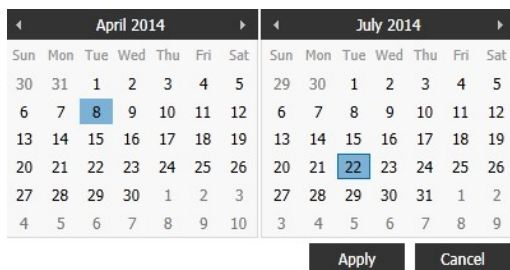 April 2014
Sun Mon Tue Wed Thu Fri Sat
30 31 1 2 3 4 5
6 7 8 9 10 11 12
13 14 15 16 17 18 19
20 21 22 23 24 25 26
27 28 29 30 1 2 3
4 5 6 7 8 9 10
July 2014
Sun Mon Tue Wed Thu Fri Sat
29 30 1 2 3 4 5
6 7 8 9 10 11 12
13 14 15 16 17 18 19
20 21 22 23 24 25 26
27 28 29 30 31 1 2
3 4 5 6 7 8 9
Apply Cancel